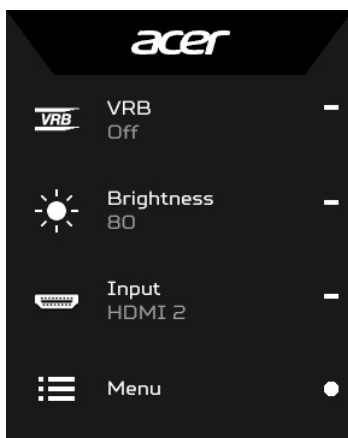 acer
VRB
VRB
Off
Brightness
80
Input
HDMI 2
Menu